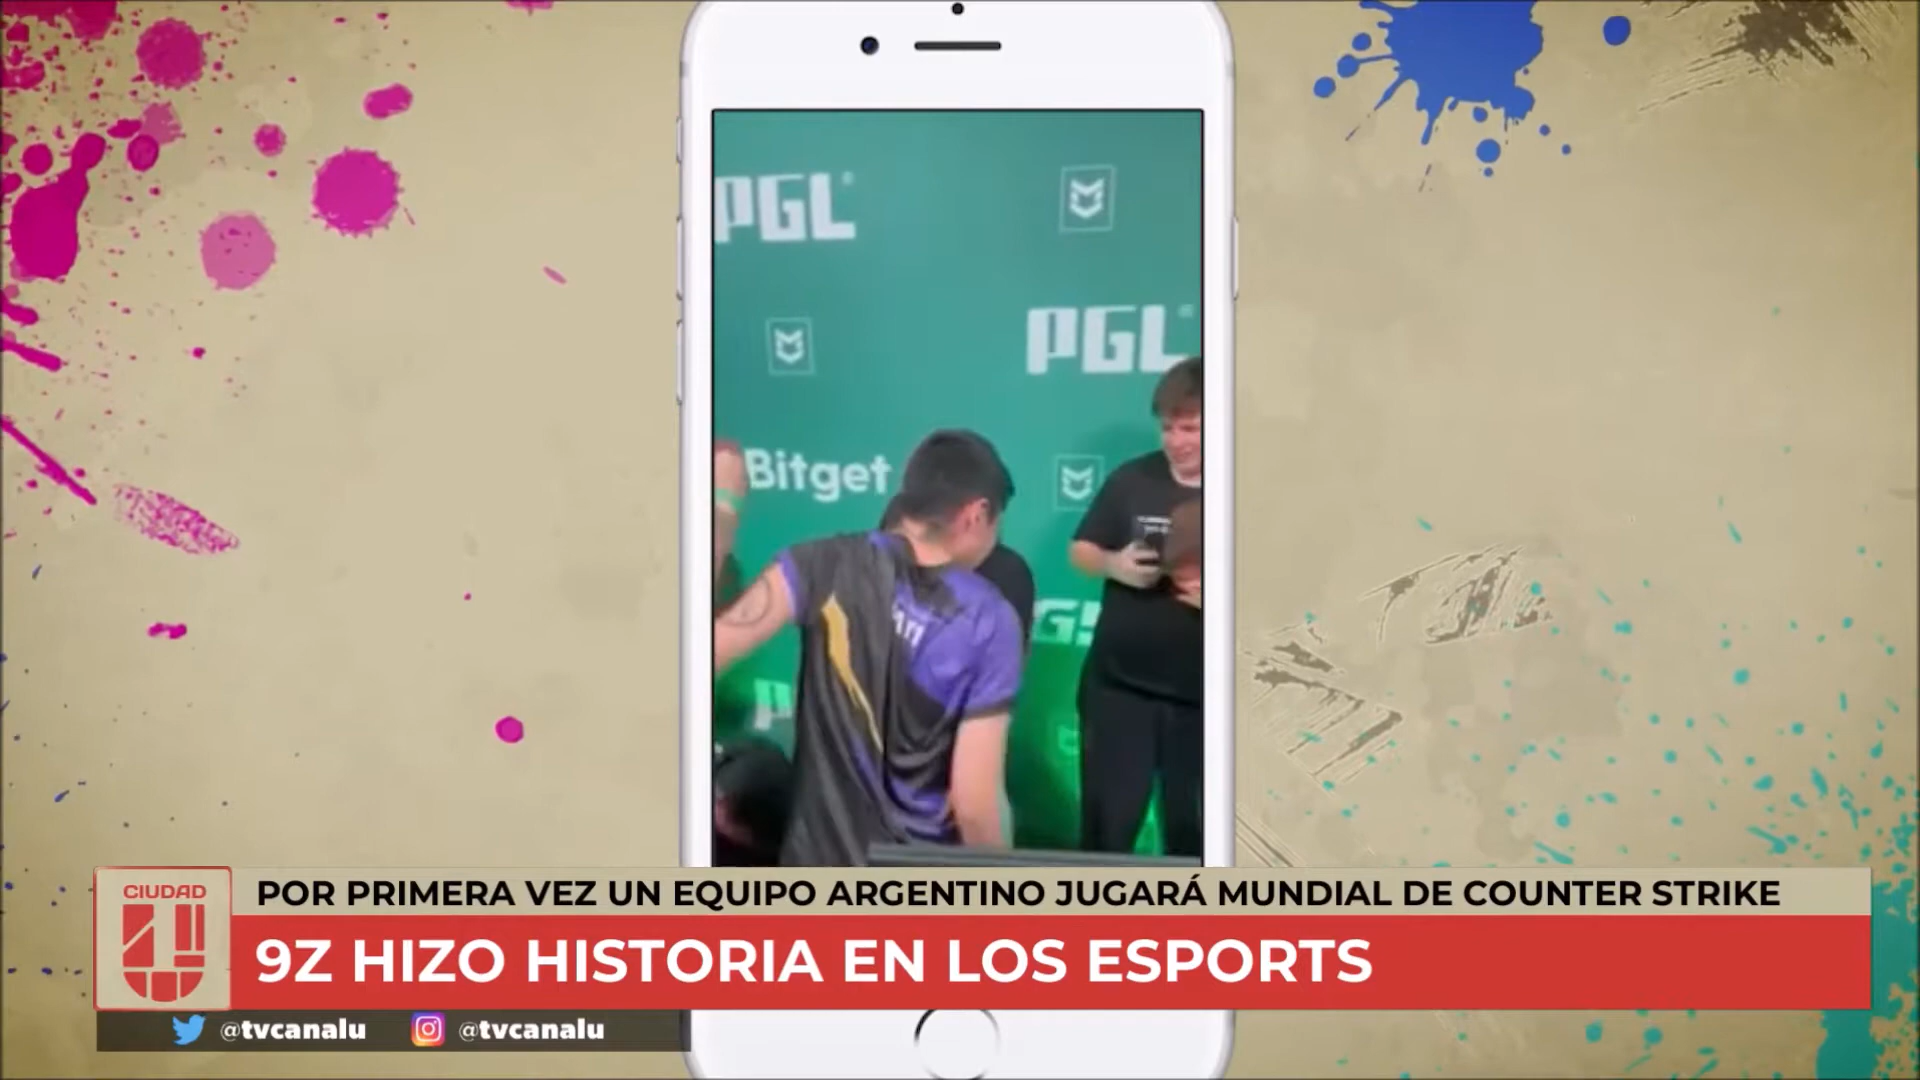 PGL
PGL
Bitget
POR PRIMERA VEZ UN EQUIPO ARGENTINO JUGARÁ MUNDIAL DE COUNTER STRIKE
CIUDAD
9Z HIZO HISTORIA EN LOS ESPORTS
@tvcanalu
@tvcanalu